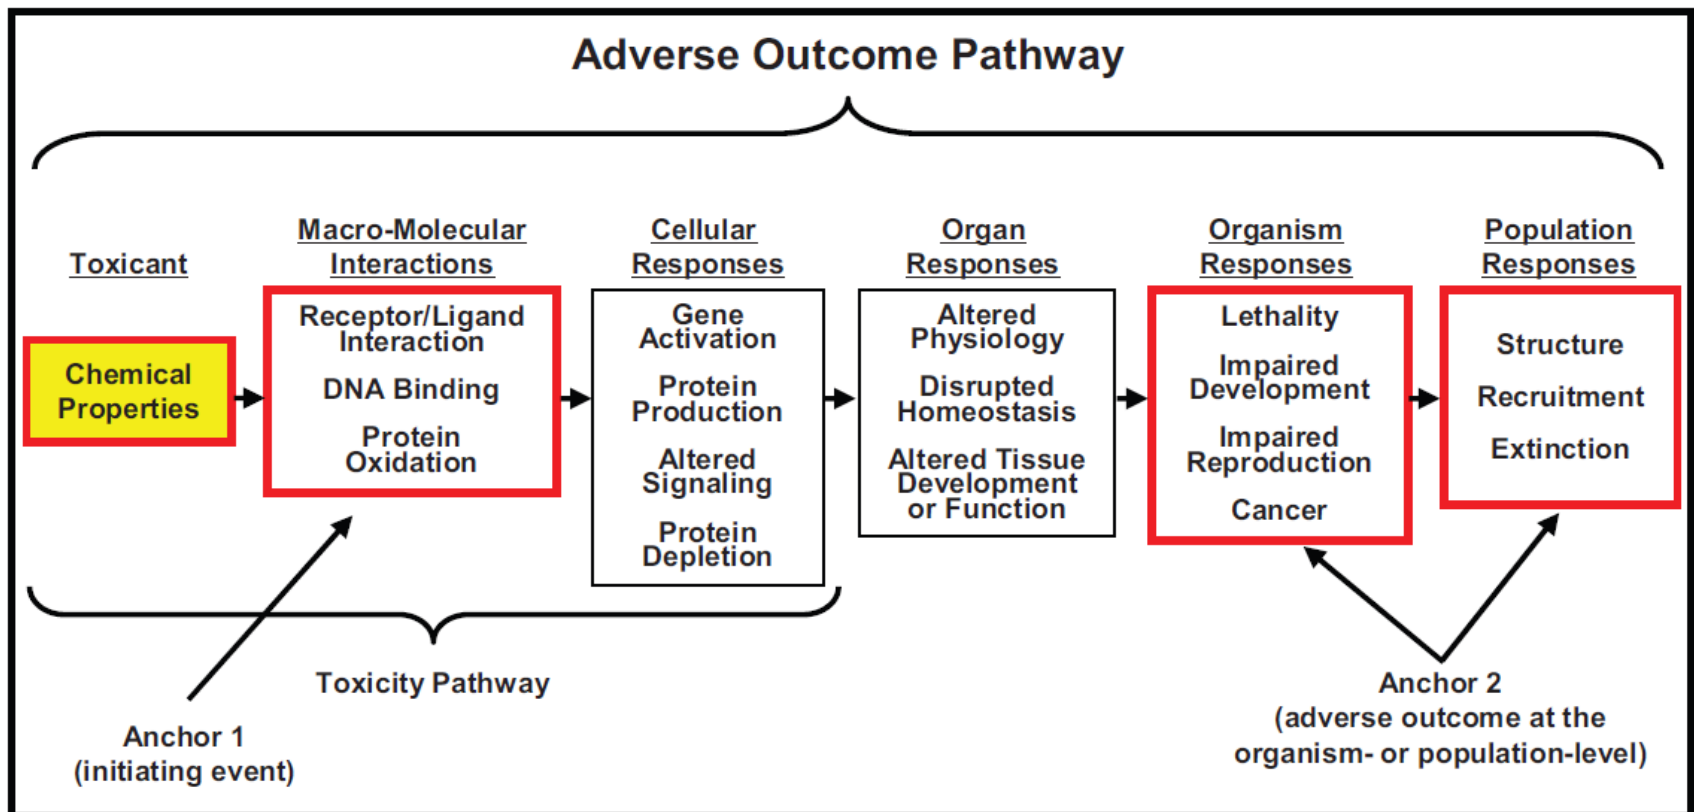 Adverse Outcome Pathway
Toxicant
Chemical
Properties
Macro-Molecular
Interactions
Receptor/Ligand
Interaction
DNA Binding
Protein
Oxidation
Cellular
Responses
Gene
Activation
Protein
Production
Altered
Signaling
Protein
Depletion
Organ
Responses
Altered
Physiology
Disrupted
Homeostasis
Altered Tissue
Development
or Function
Organism
Responses
Lethality
Impaired
Development
Impaired
Reproduction
Cancer
Population
Responses
Structure
Recruitment
Extinction
Toxicity Pathway
Anchor 1
(initiating event)
Anchor 2
(adverse outcome at the
organism- or population-level)